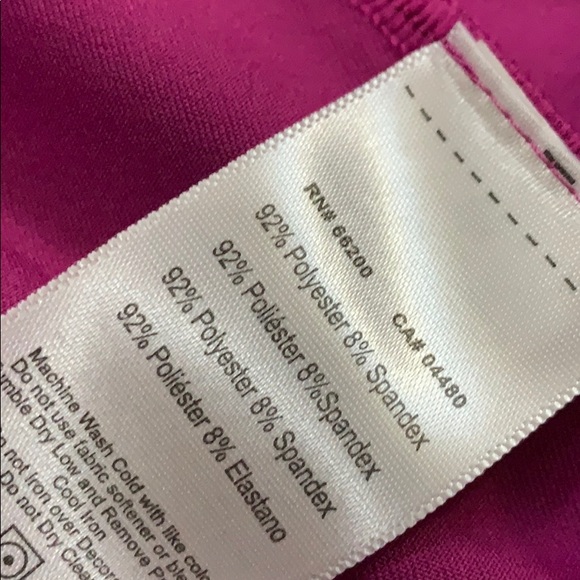 RN# 66200 CA# 04480
92% Polyester 8% Spandex
92% Poliéster 8%Spandex
92% Polyester 8% Spandex
92% Poliéster 8% Elastano
Machine Wash Cold with like
Do not use fabric softener or
Dry Low and Remove
Cool Iron
not Iron over
Do not Dry